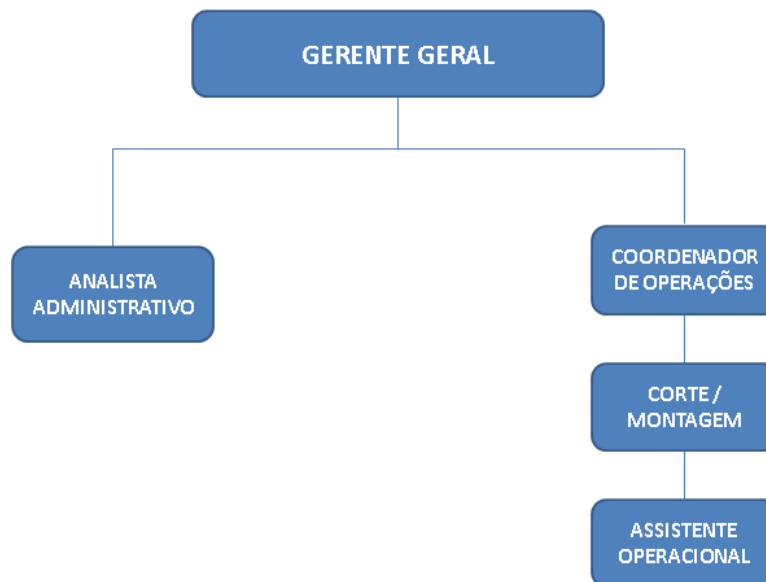 GERENTE GERAL
ANALISTA
ADMINISTRATIVO
COORDENADOR
DE OPERAÇÕES
CORTE /
MONTAGEM
ASSISTENTE
OPERACIONAL